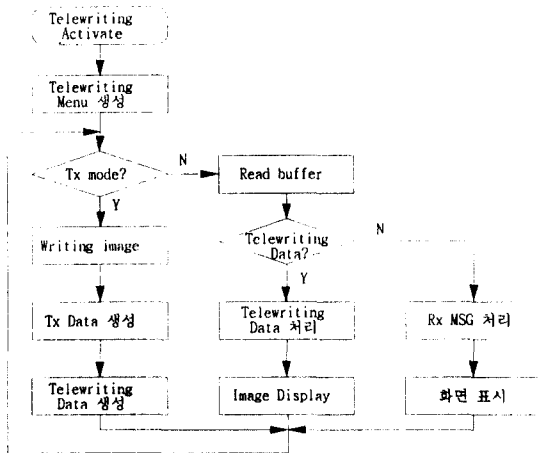 Telewriting
Activate
Telewriting
Menu 생성
Tx mode?
N
Read buffer
Y
Writing image
Telewriting
Data?
N
Y
Tx Data 생성
Telewriting
Data 처리
Rx MSG 처리
Telewriting
Data 생성
Image Display
화면 표시